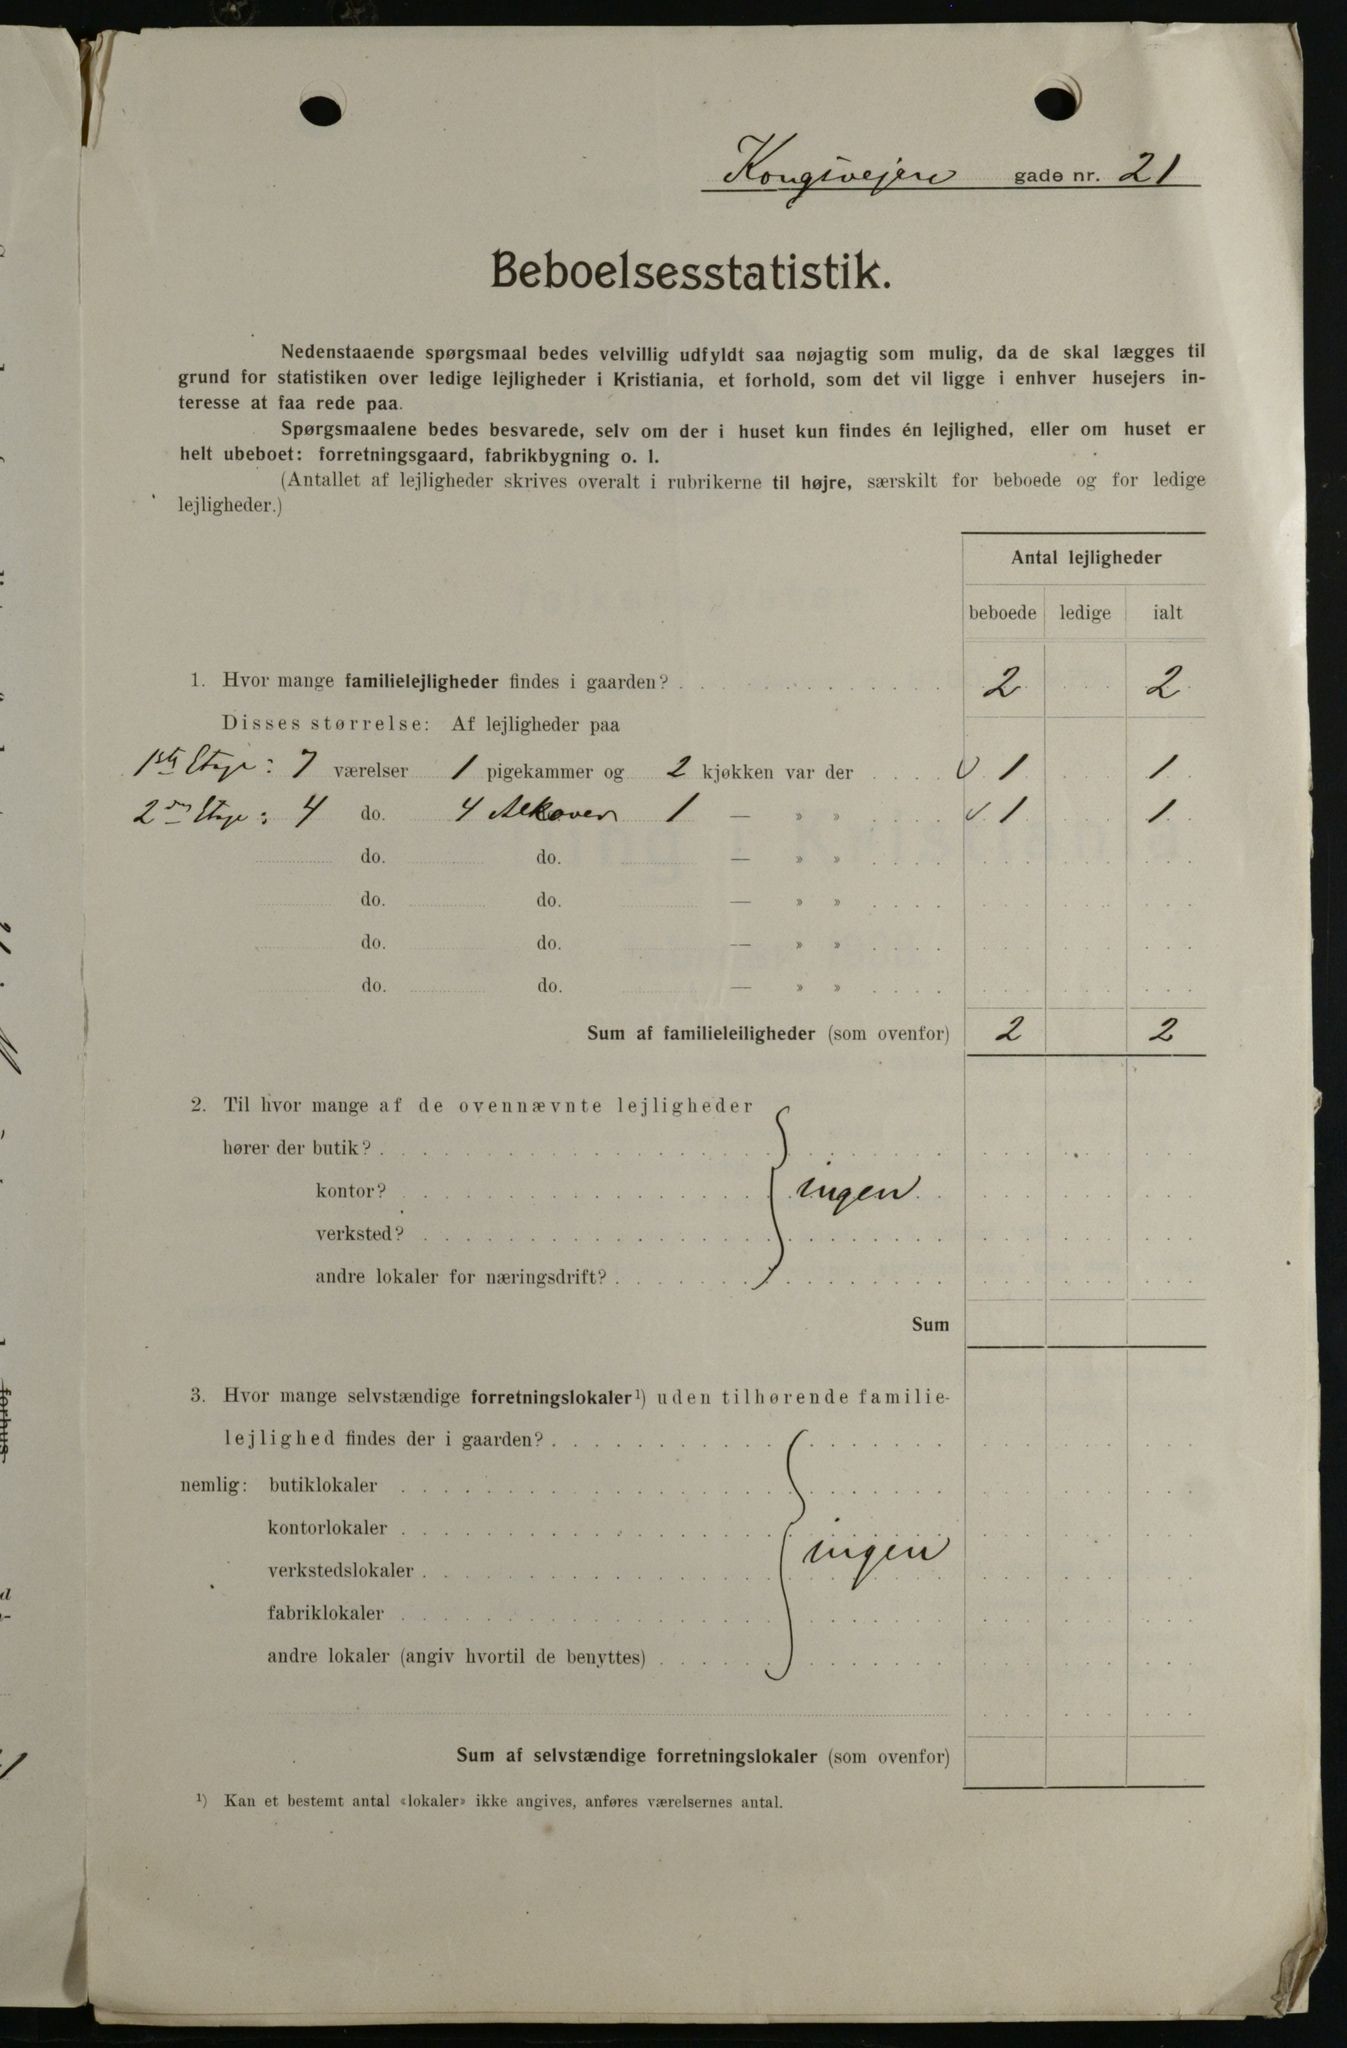 Kongsvejen gade nr. 21
Beboelsesstatistik.
Nedenstaaende spørgsmaal bedes velvillig udfyldt saa nøjagtig som mulig, da de skal lægges til
grund for statistiken over ledige lejligheder i Kristiania, et forhold, som det vil ligge i enhver husejers in-
teresse at faa rede paa.
Spørgsmaalene bedes besvarede, selv om der i huset kun findes én lejlighed, eller om huset er
helt ubeboet: forretningsgaard, fabrikbygning o. l.
(Antallet af lejligheder skrives overalt i rubrikerne til højre, særskilt for beboede og for ledige
lejligheder.)
Antal lejligheder
beboede ledige ialt
1. Hvor mange familielejligheder findes i gaarden? 2 2
Disses størrelse: Af lejligheder paa
1ste Etage: 7 værelser 1 pigekammer og 2 kjøkken var der 1 1
2den Etage: 4 do. 4 Alkover 1 — » » 1 1
do. do. — » »
do. do. — » »
do. do. — » »
do. do. — » »
Sum af familieleiligheder (som ovenfor) 2 2
2. Til hvor mange af de ovennævnte lejligheder
hører der butik?
kontor? ingen
verksted?
andre lokaler for næringsdrift?
Sum
3. Hvor mange selvstændige forretningslokaler¹) uden tilhørende familie-
lejlighed findes der i gaarden?
nemlig: butiklokaler
kontorlokaler
ingen
verkstedslokaler
fabriklokaler
andre lokaler (angiv hvortil de benyttes)
Sum af selvstændige forretningslokaler (som ovenfor)
¹) Kan et bestemt antal «lokaler» ikke angives, anføres værelsernes antal.
forhus